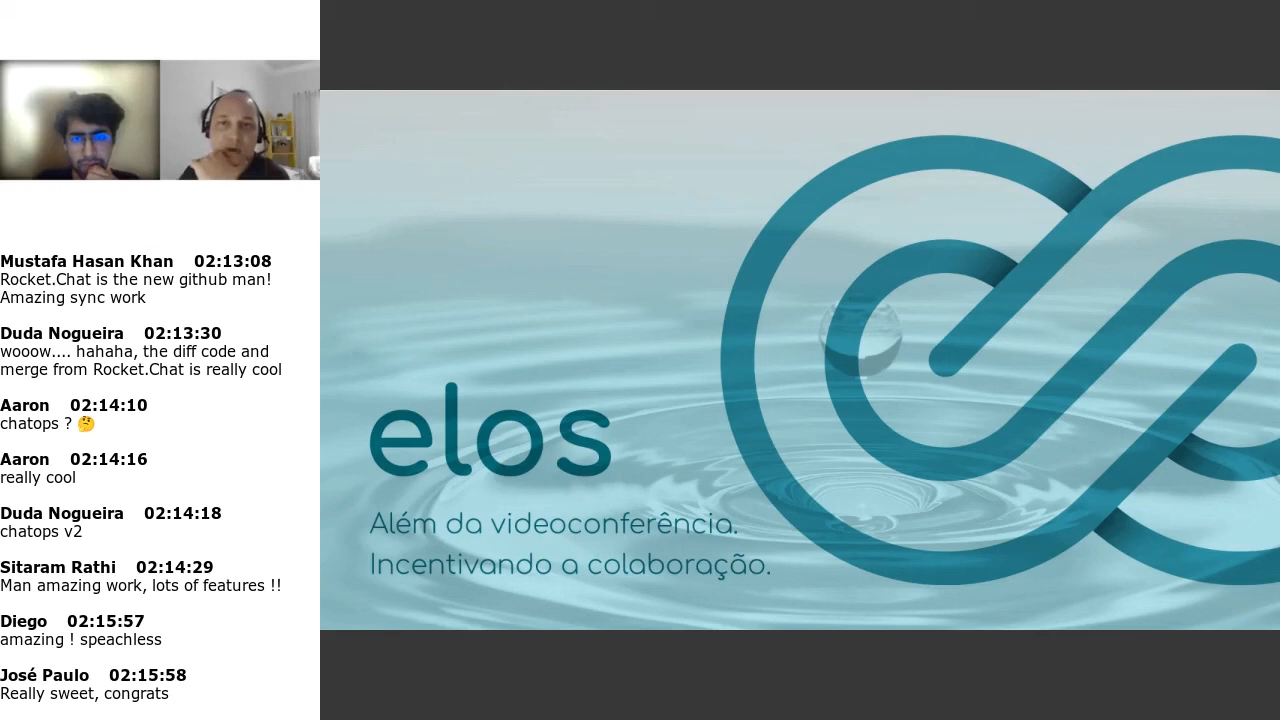 Mustafa Hasan Khan 02:13:08
Rocket.Chat is the new github man!
Amazing sync work
Duda Nogueira 02:13:30
wooow.... hahaha, the diff code and
merge from Rocket.Chat is really cool
Aaron 02:14:10
chatops ? 🤔
Aaron 02:14:16
really cool
Duda Nogueira 02:14:18
chatops v2
Sitaram Rathi 02:14:29
Man amazing work, lots of features !!
Diego 02:15:57
amazing ! speachless
José Paulo 02:15:58
Really sweet, congrats
elos
Além da videoconferência.
Incentivando a colaboração.